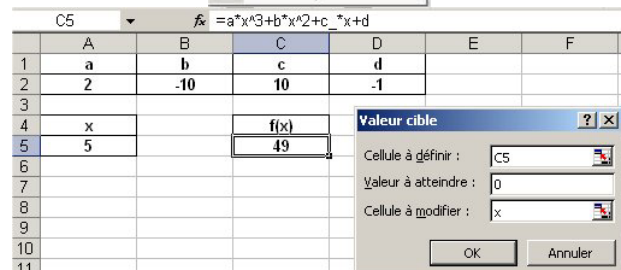 C5 fx =a*x^3+b*x^2+c_*x+d
A B C D E F
1 a b c d
2 2 -10 10 -1
3
4 x f(x)
5 5 49
6
7
8
9
10
11
Valeur cible ? ×
Cellule à définir : C5
Valeur à atteindre : 0
Cellule à modifier : x
OK Annuler